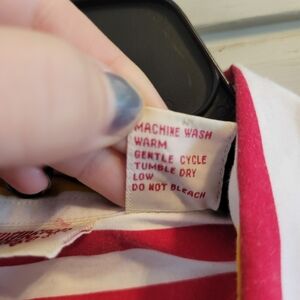 MACHINE WASH
WARM
GENTLE CYCLE
TUMBLE DRY
LOW
DO NOT BLEACH